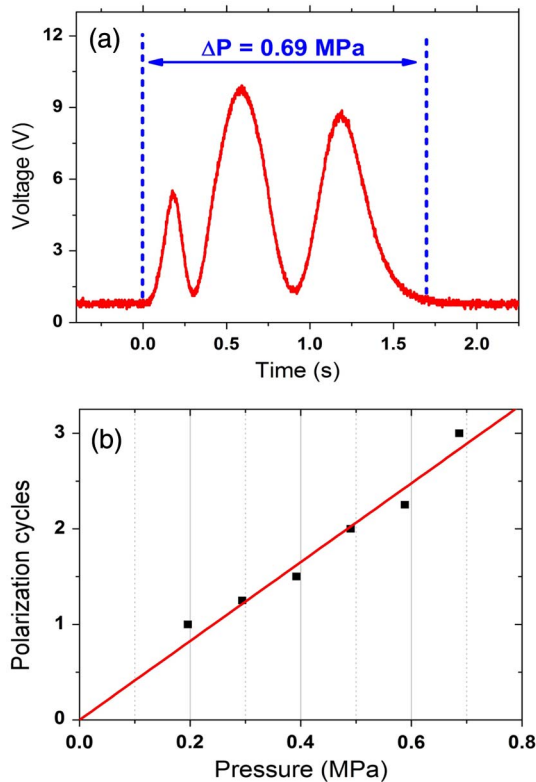 (a)
ΔP = 0.69 MPa
12
9
6
3
0
Voltage (V)
0.0 0.5 1.0 1.5 2.0
Time (s)
(b)
3
2
1
0
Polarization cycles
0.0 0.2 0.4 0.6 0.8
Pressure (MPa)